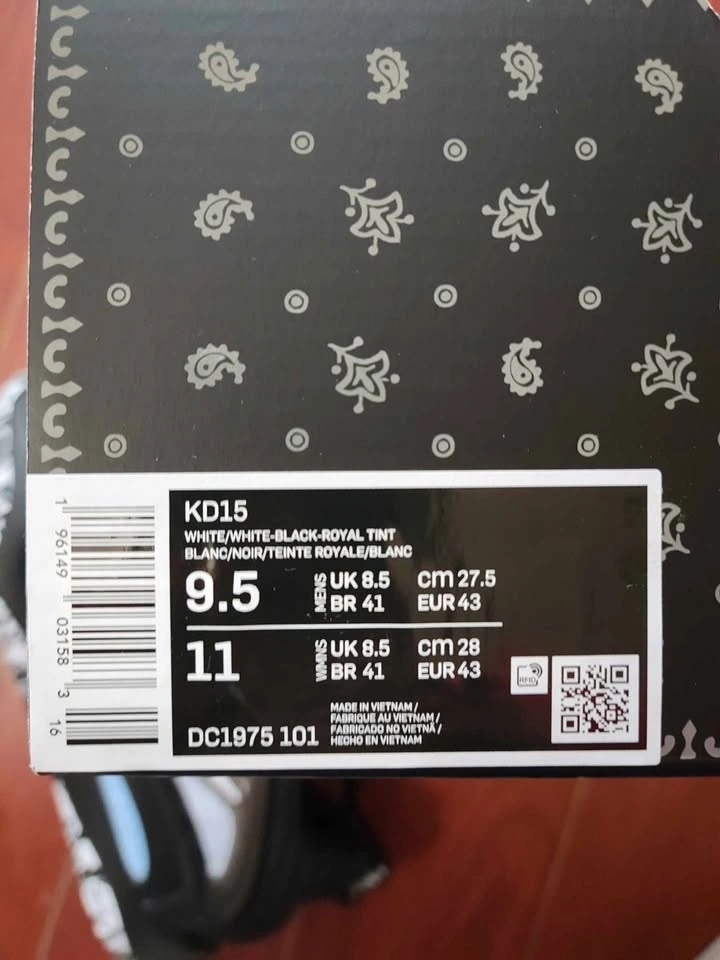 KD15
WHITE/WHITE-BLACK-ROYAL TINT
BLANC/NOIR/TEINTE ROYALE/BLANC
9.5 MENS UK 8.5 cm 27.5
BR 41 EUR 43
11 WMNS UK 8.5 cm 28
BR 41 EUR 43
RFID
DC1975 101
MADE IN VIETNAM /
FABRIQUE AU VIETNAM /
FABRICADO NO VIETNÃ /
HECHO EN VIETNAM
1 96149 03158 3 16